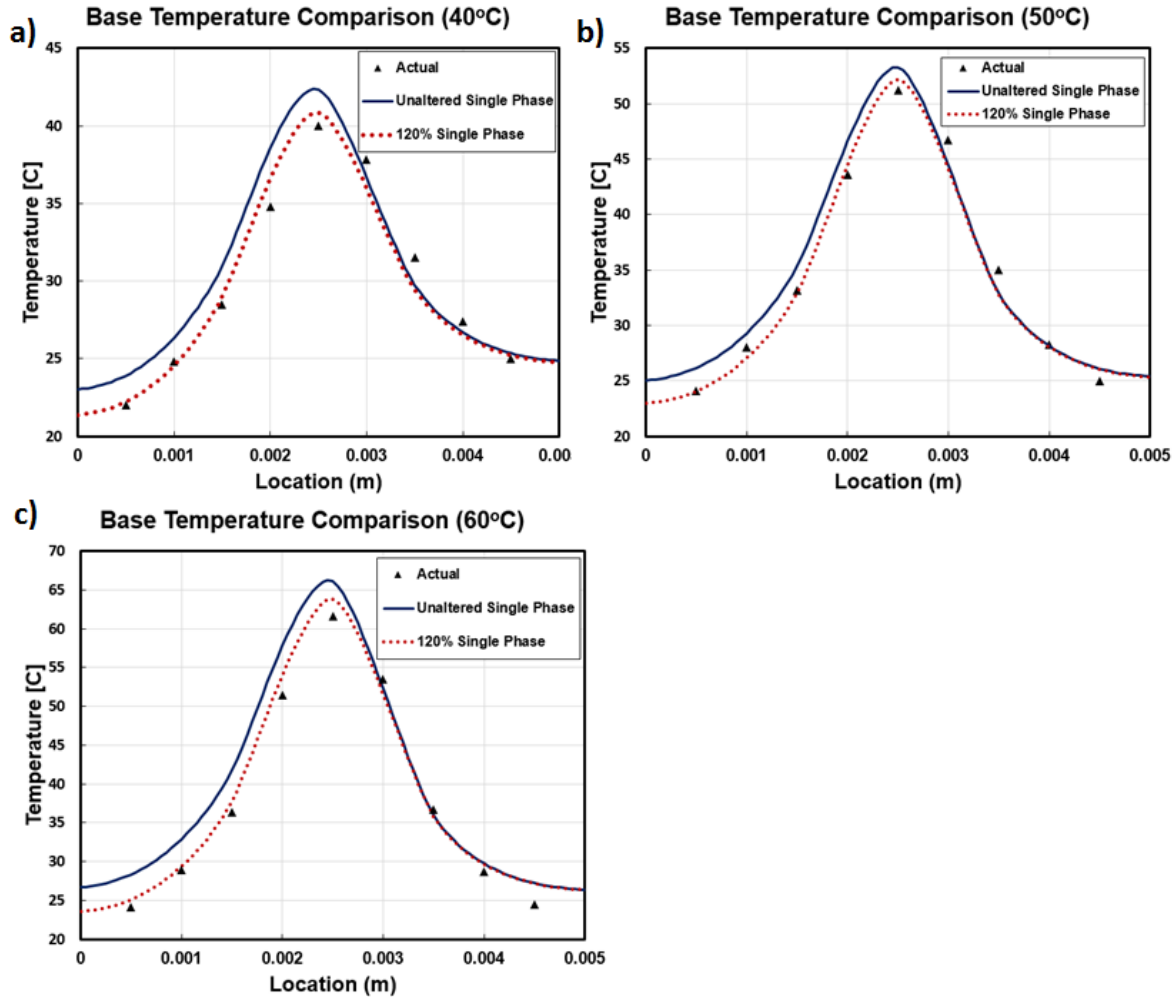 a)
Base Temperature Comparison (40°C)
Temperature [C]
45
40
35
30
25
20
Actual
Unaltered Single Phase
120% Single Phase
0 0.001 0.002 0.003 0.004 0.00
Location (m)
b)
Base Temperature Comparison (50°C)
Temperature [C]
55
50
45
40
35
30
25
20
Actual
Unaltered Single Phase
120% Single Phase
0 0.001 0.002 0.003 0.004 0.005
Location (m)
c)
Base Temperature Comparison (60°C)
Temperature [C]
70
65
60
55
50
45
40
35
30
25
20
Actual
Unaltered Single Phase
120% Single Phase
0 0.001 0.002 0.003 0.004 0.005
Location (m)